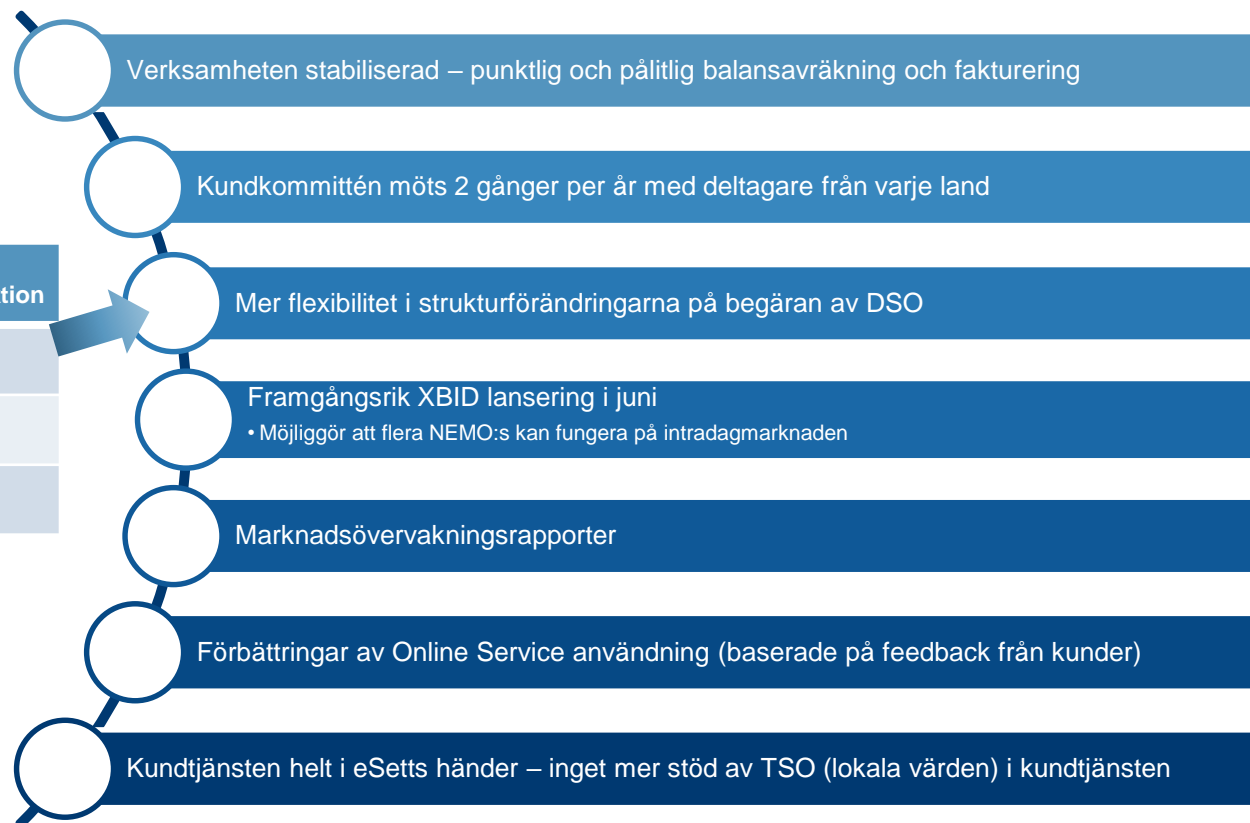 Verksamheten stabiliserad – punktlig och pålitlig balansavräkning och fakturering
Kundkommittén möts 2 gånger per år med deltagare från varje land
Mer flexibilitet i strukturförändringarna på begäran av DSO
Framgångsrik XBID lansering i juni
• Möjliggör att flera NEMO:s kan fungera på intradagmarknaden
Marknadsövervakningsrapporter
Förbättringar av Online Service användning (baserade på feedback från kunder)
Kundtjänsten helt i eSetts händer – inget mer stöd av TSO (lokala värden) i kundtjänsten